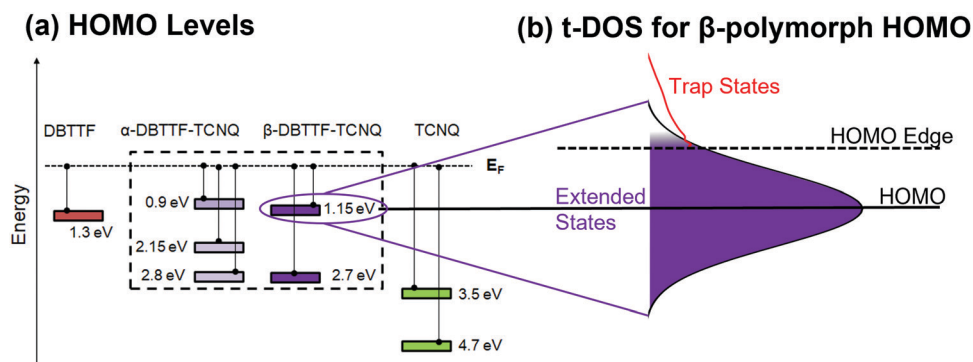 (a) HOMO Levels
(b) t-DOS for β-polymorph HOMO
Energy
DBTTF
α-DBTTF-TCNQ
β-DBTTF-TCNQ
TCNQ
E_F
1.3 eV
0.9 eV
2.15 eV
2.8 eV
1.15 eV
2.7 eV
3.5 eV
4.7 eV
Trap States
HOMO Edge
Extended
States
HOMO